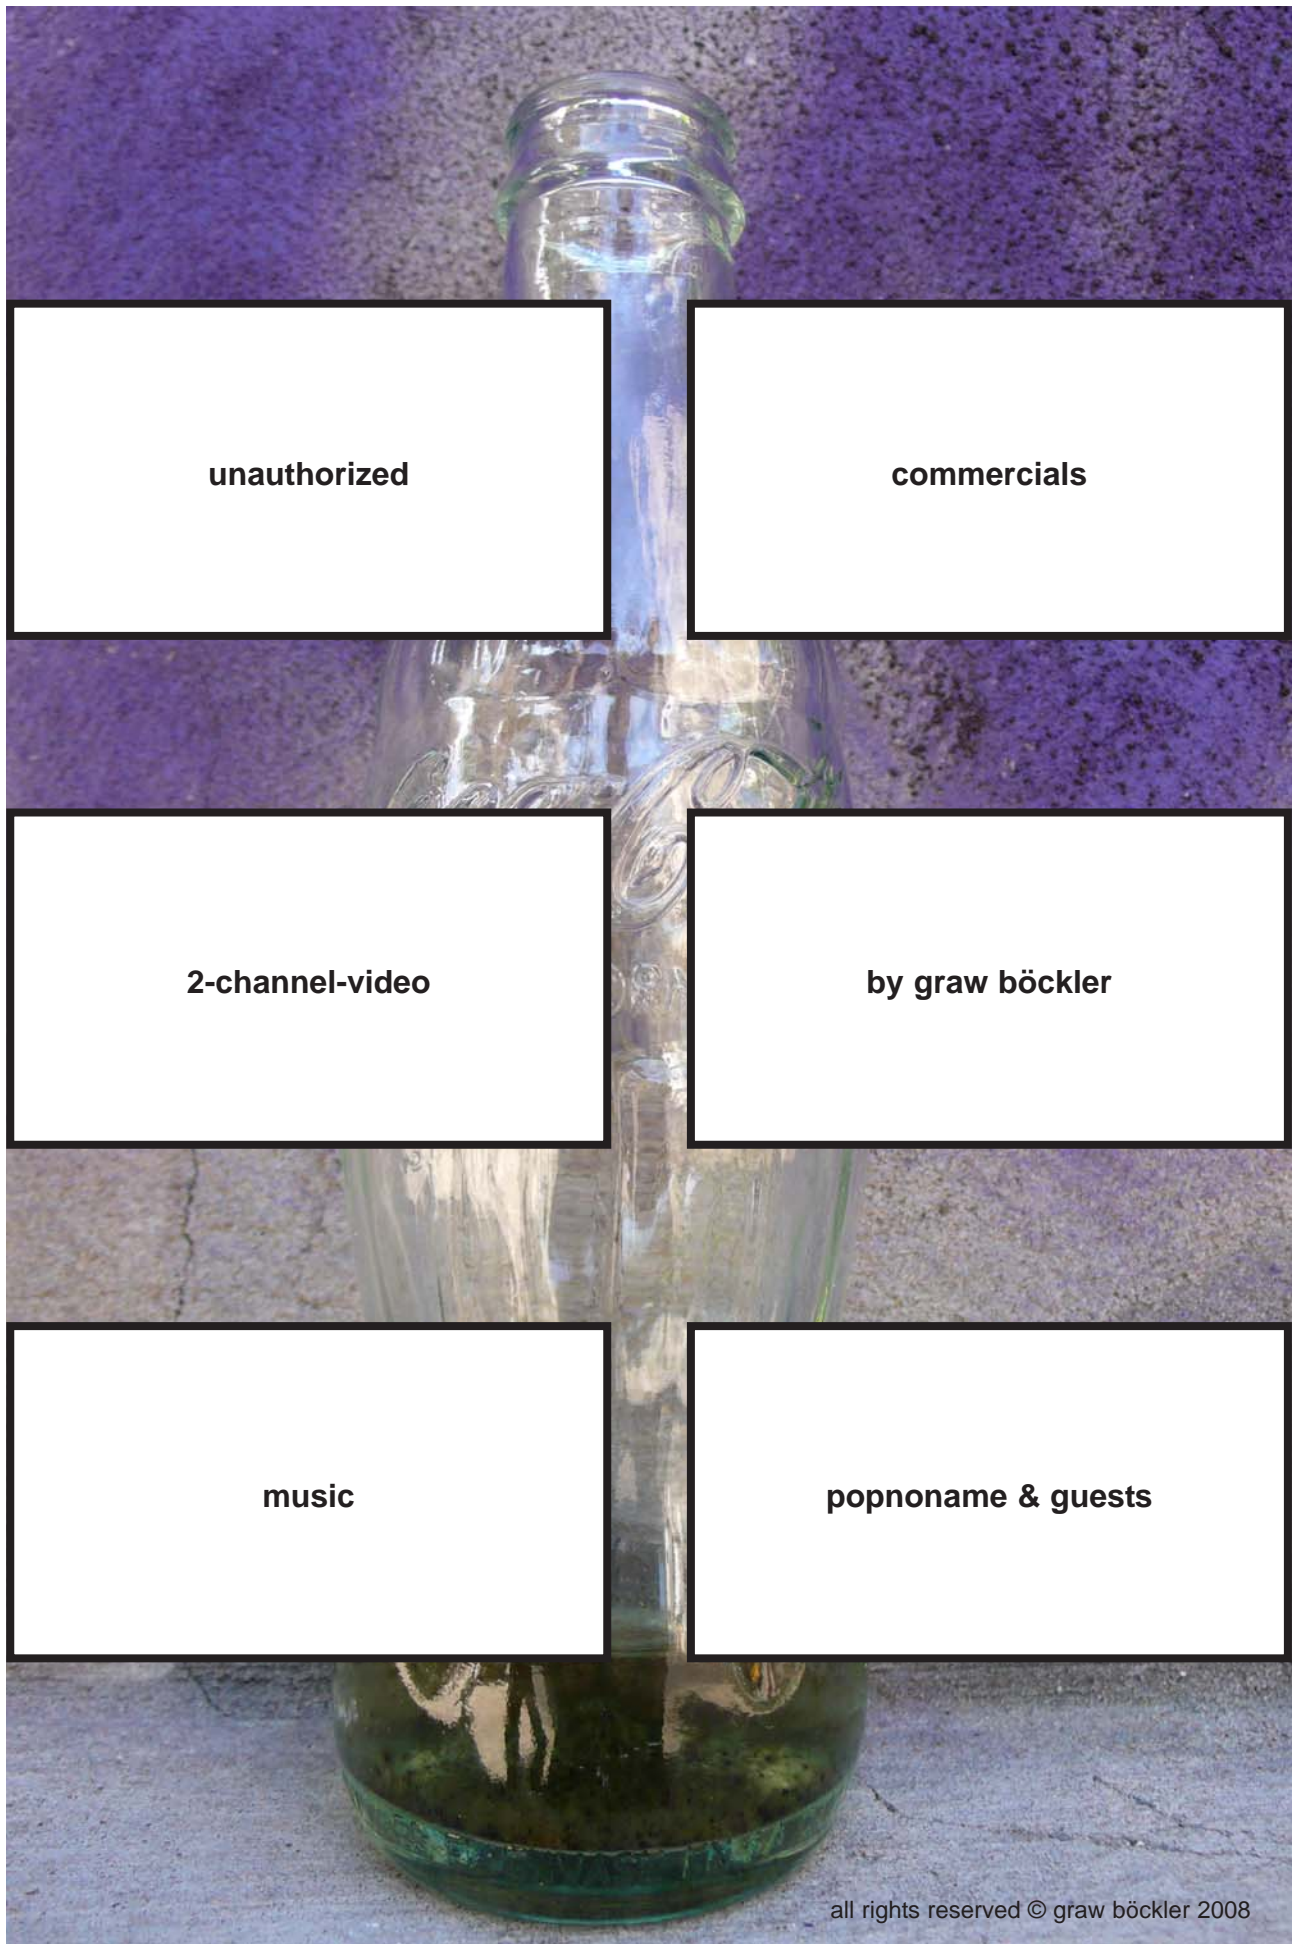 unauthorized
commercials
2-channel-video
by graw böckler
music
popnoname & guests
all rights reserved © graw böckler 2008